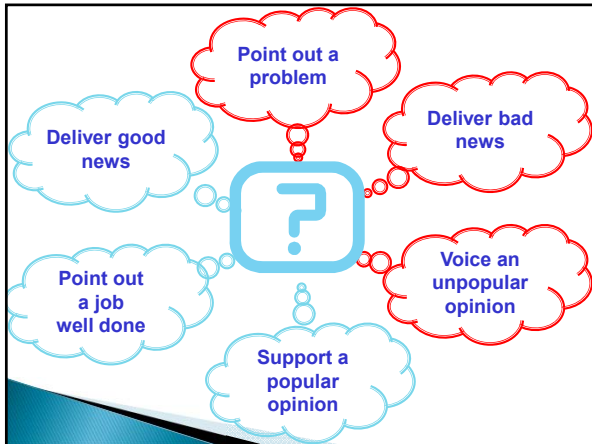 Point out a
problem
Deliver good
news
Deliver bad
news
?
Point out
a job
well done
Voice an
unpopular
opinion
Support a
popular
opinion